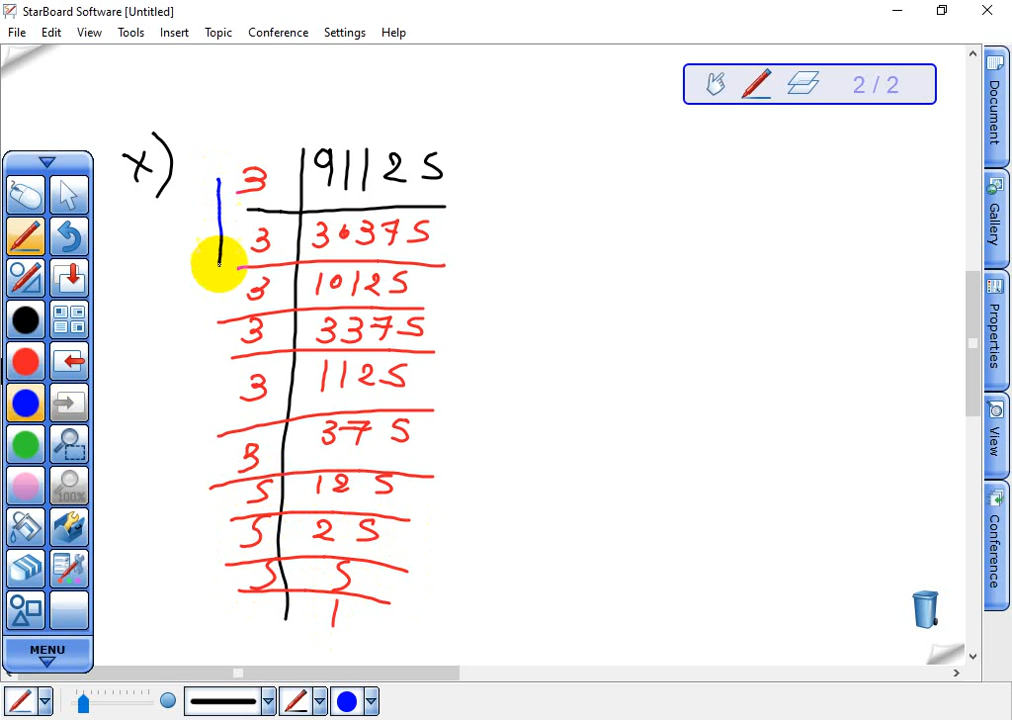 StarBoard Software [Untitled]
File Edit View Tools Insert Topic Conference Settings Help
2 / 2
Document
Gallery
Properties
View
Conference
x)
3 91125
3 30375
3 10125
3 3375
3 1125
3 375
5 125
5 25
5 5
1
100%
MENU